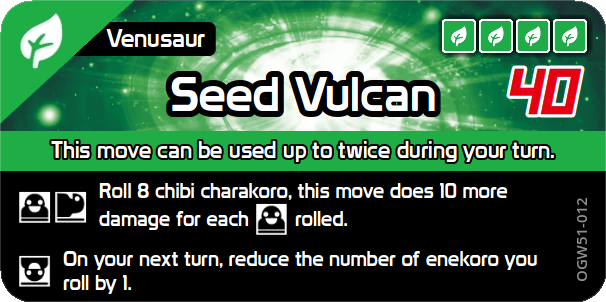 Venusaur
Seed Vulcan
40
This move can be used up to twice during your turn.
Roll 8 chibi charakoro, this move does 10 more
damage for each rolled.
On your next turn, reduce the number of enekoro you
roll by 1.
OGW51-012